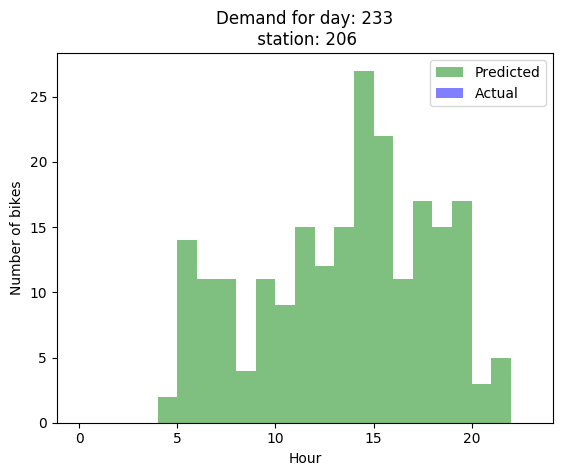 Demand for day: 233
station: 206
Predicted
Actual
Number of bikes
25
20
15
10
5
0
0
5
10
15
20
Hour